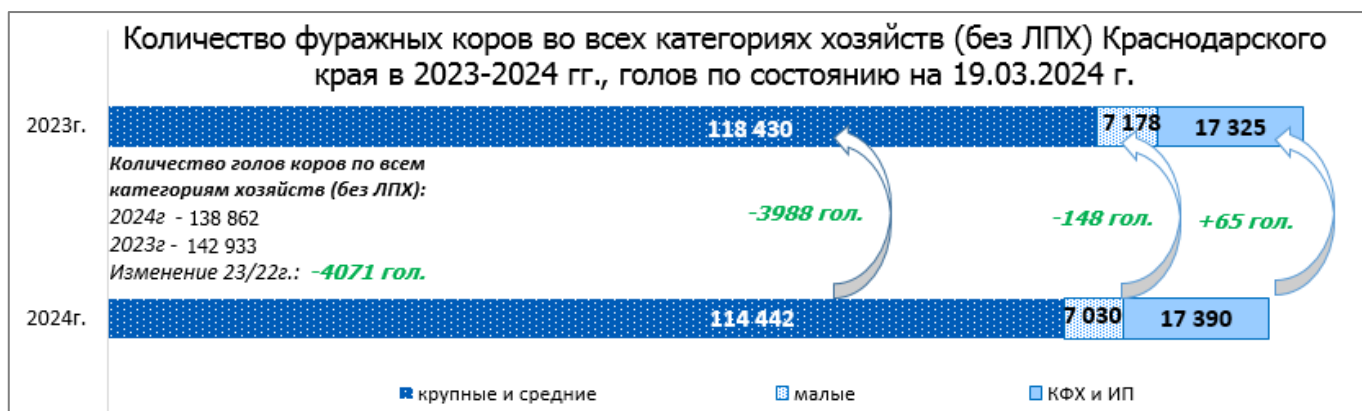 Количество фуражных коров во всех категориях хозяйств (без ЛПХ) Краснодарского
края в 2023-2024 гг., голов по состоянию на 19.03.2024 г.
2023г.
118 430
7 178
17 325
Количество голов коров по всем
категориям хозяйств (без ЛПХ):
2024г - 138 862
2023г - 142 933
Изменение 23/22г.: -4071 гол.
-3988 гол.
-148 гол.
+65 гол.
2024г.
114 442
7 030
17 390
крупные и средние
малые
КФХ и ИП